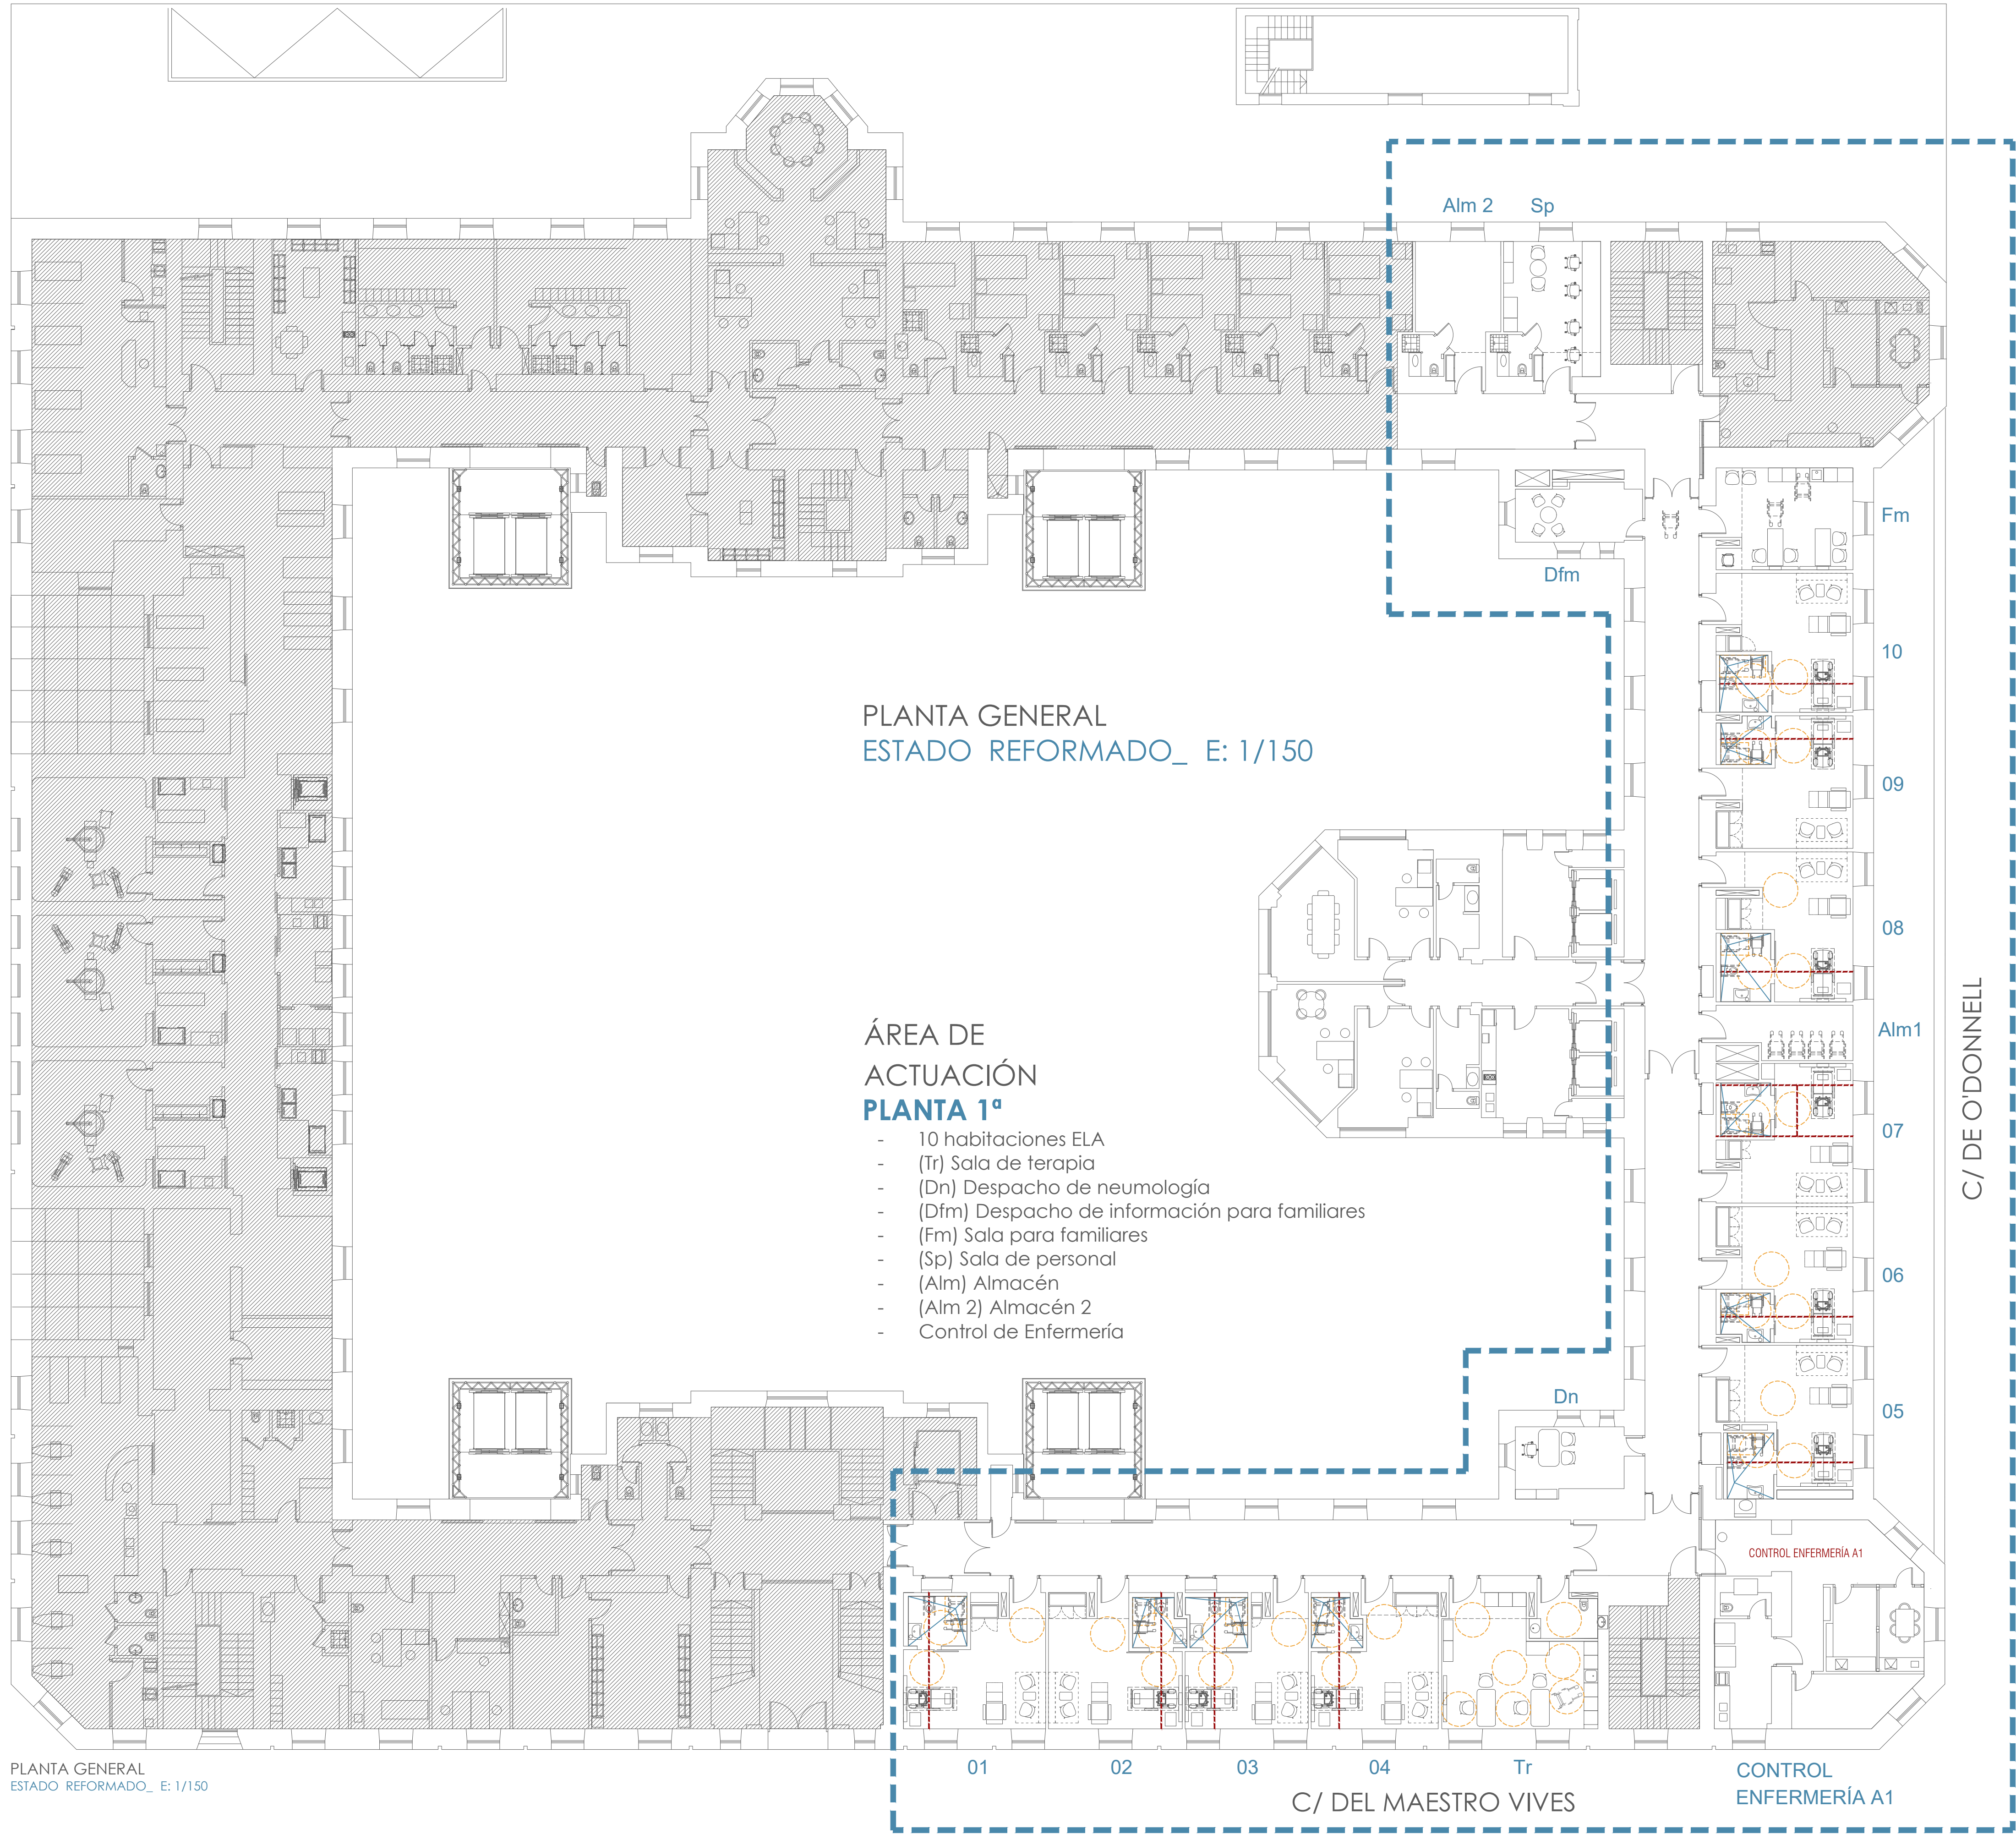 Alm 2
Sp
Fm
Dfm
10
PLANTA GENERAL
ESTADO REFORMADO_ E: 1/150
09
08
C/ DE O'DONNELL
Alm1
ÁREA DE
ACTUACIÓN
PLANTA 1ª
- 10 habitaciones ELA
- (Tr) Sala de terapia
- (Dn) Despacho de neumología
- (Dfm) Despacho de información para familiares
- (Fm) Sala para familiares
- (Sp) Sala de personal
- (Alm) Almacén
- (Alm 2) Almacén 2
- Control de Enfermería
07
06
Dn
05
CONTROL ENFERMERÍA A1
01
02
03
04
Tr
CONTROL
ENFERMERÍA A1
C/ DEL MAESTRO VIVES
PLANTA GENERAL
ESTADO REFORMADO_ E: 1/150